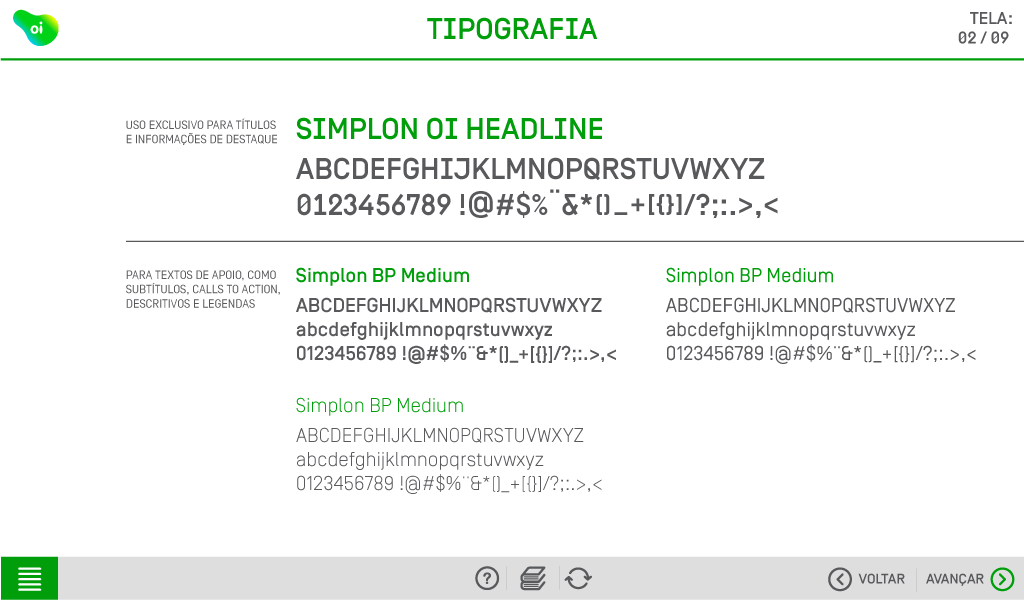 oi
TIPOGRAFIA
TELA:
02 / 09
USO EXCLUSIVO PARA TÍTULOS
E INFORMAÇÕES DE DESTAQUE
SIMPLON OI HEADLINE
ABCDEFGHIJKLMNOPQRSTUVWXYZ
0123456789 !@#$%¨&*()_+[{}]/?;:.>,<
PARA TEXTOS DE APOIO, COMO
SUBTÍTULOS, CALLS TO ACTION,
DESCRITIVOS E LEGENDAS
Simplon BP Medium
ABCDEFGHIJKLMNOPQRSTUVWXYZ
abcdefghijklmnopqrstuvwxyz
0123456789 !@#$%¨&*()_+[{}]/?;:.>,<
Simplon BP Medium
ABCDEFGHIJKLMNOPQRSTUVWXYZ
abcdefghijklmnopqrstuvwxyz
0123456789 !@#$%¨&*()_+[{}]/?;:.>,<
Simplon BP Medium
ABCDEFGHIJKLMNOPQRSTUVWXYZ
abcdefghijklmnopqrstuvwxyz
0123456789 !@#$%¨&*()_+[{}]/?;:.>,<
? VOLTAR AVANÇAR